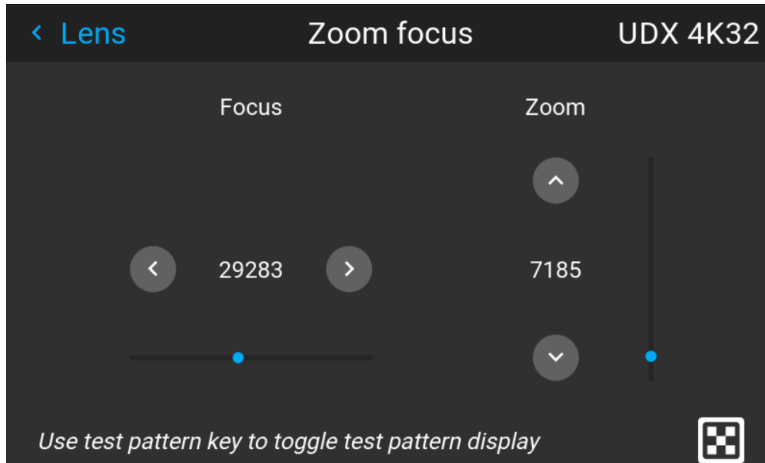 Lens Zoom focus UDX 4K32
Focus Zoom
29283 7185
Use test pattern key to toggle test pattern display